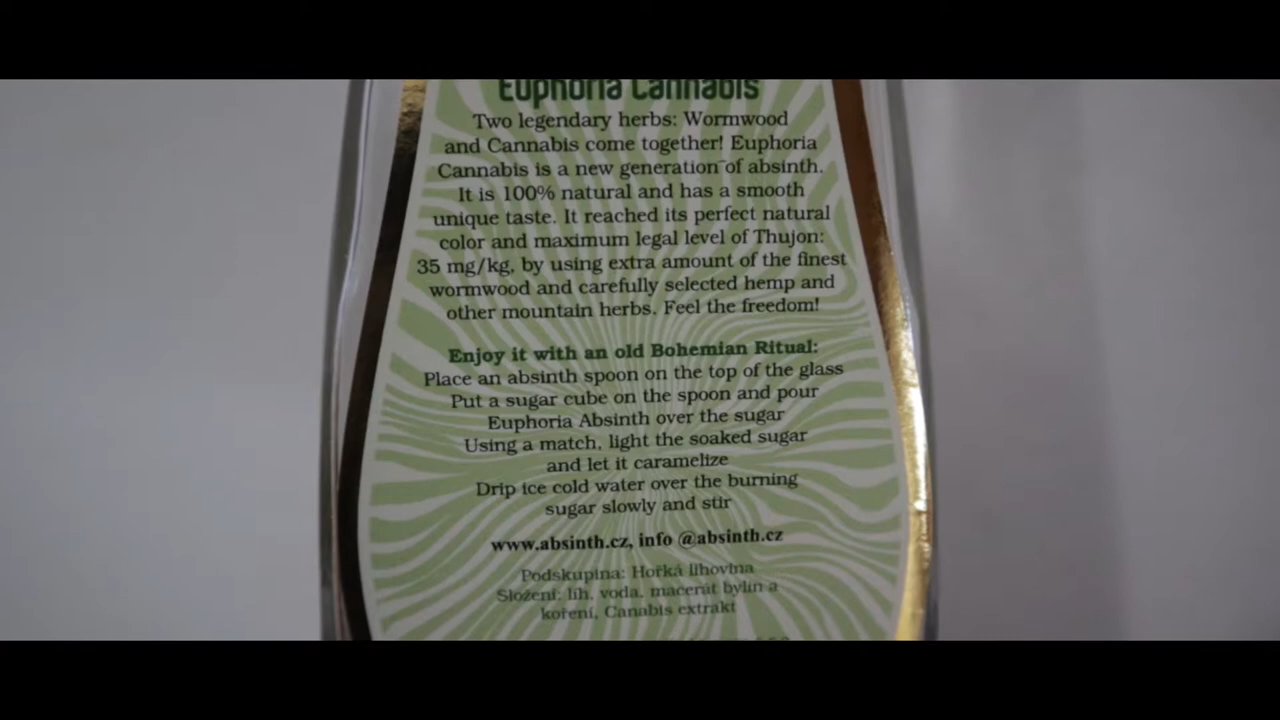 Euphoria Cannabis
Two legendary herbs: Wormwood
and Cannabis come together! Euphoria
Cannabis is a new generation of absinth.
It is 100% natural and has a smooth
unique taste. It reached its perfect natural
color and maximum legal level of Thujon:
35 mg/kg, by using extra amount of the finest
wormwood and carefully selected hemp and
other mountain herbs. Feel the freedom!
Enjoy it with an old Bohemian Ritual:
Place an absinth spoon on the top of the glass
Put a sugar cube on the spoon and pour
Euphoria Absinth over the sugar
Using a match, light the soaked sugar
and let it caramelize
Drip ice cold water over the burning
sugar slowly and stir
www.absinth.cz, info @absinth.cz
Podskupina: Hořká lihovina
Složení: líh, voda, macerát bylin a
koření, Canabis extrakt